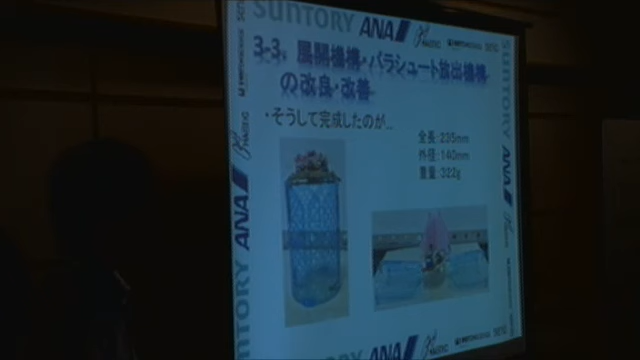 SUNTORY ANA
3-3. 展開機構・パラシュート放出機構
の改良・改善
・そうして完成したのが...
全長:235mm
外径:140mm
重量:322g
SUNTORY ANA
SUNTORY ANA
SUNTORY ANA